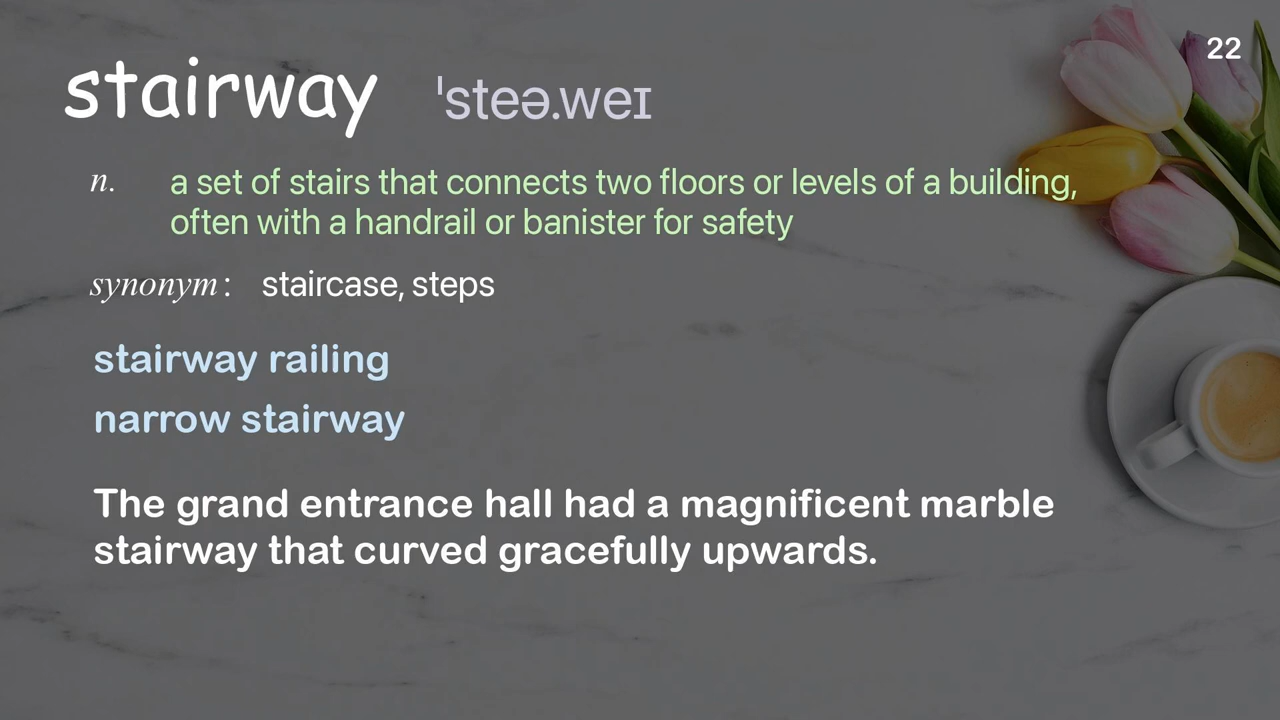 22
stairway ˈsteə.weɪ
n. a set of stairs that connects two floors or levels of a building,
often with a handrail or banister for safety
synonym: staircase, steps
stairway railing
narrow stairway
The grand entrance hall had a magnificent marble
stairway that curved gracefully upwards.